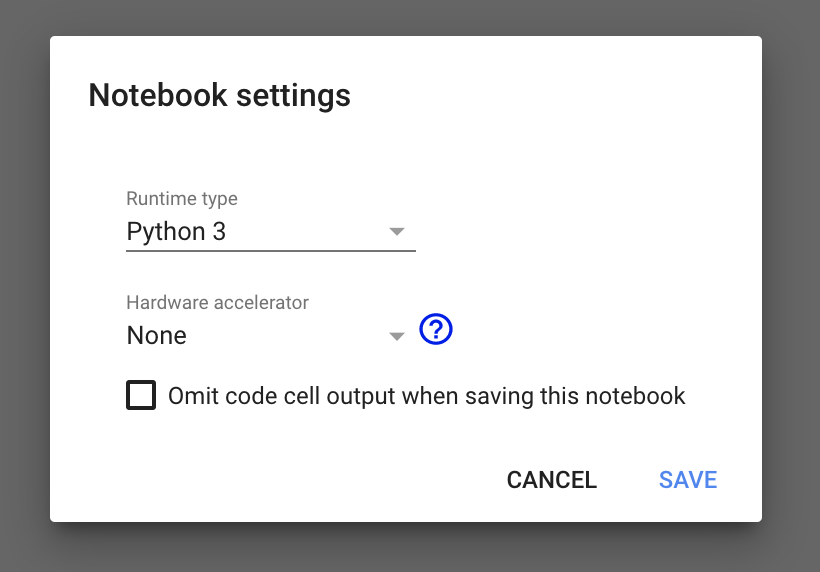 Notebook settings
Runtime type
Python 3
Hardware accelerator
None
?
Omit code cell output when saving this notebook
CANCEL SAVE